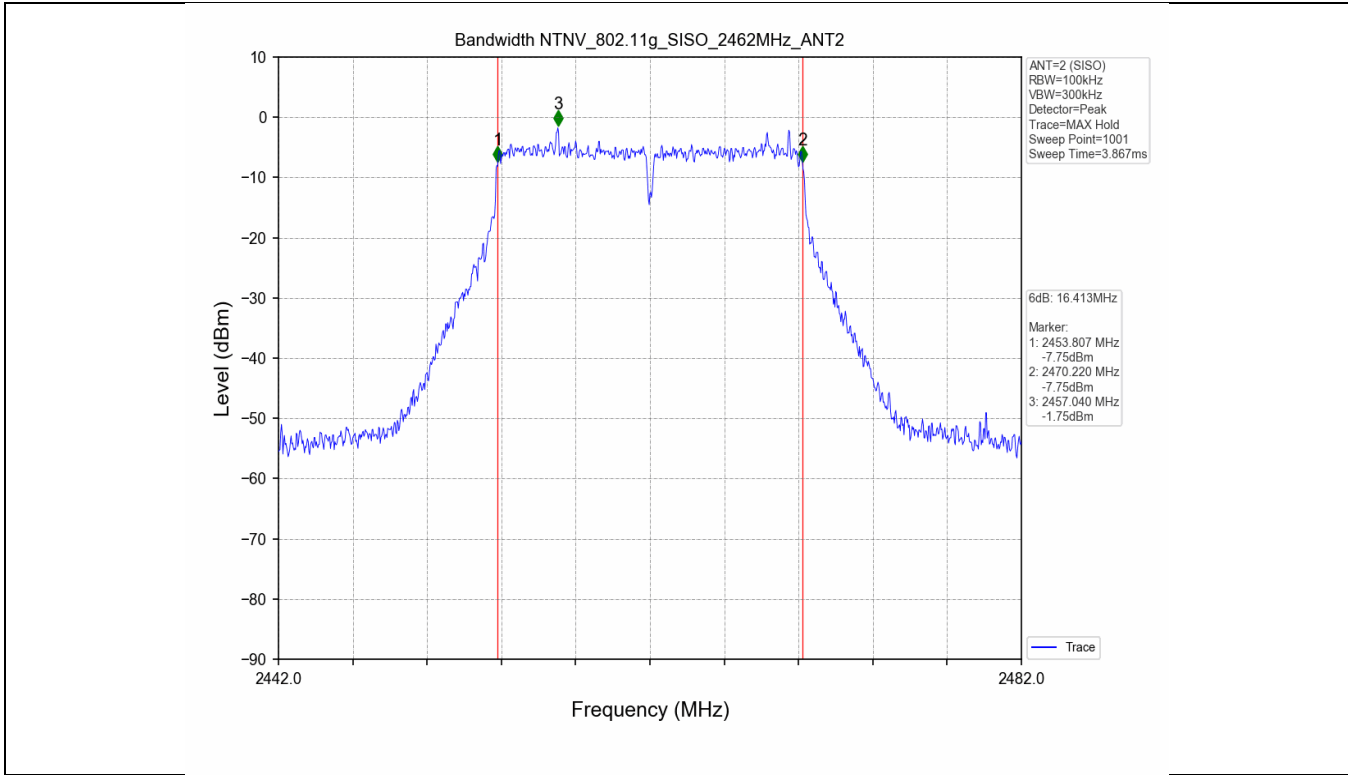 Bandwidth NTNV_802.11g_SISO_2462MHz_ANT2
10
0
−10
−20
−30
−40
−50
−60
−70
−80
−90
Level (dBm)
1
3
2
2442.0
2482.0
Frequency (MHz)
ANT=2 (SISO)
RBW=100kHz
VBW=300kHz
Detector=Peak
Trace=MAX Hold
Sweep Point=1001
Sweep Time=3.867ms
6dB: 16.413MHz
Marker:
1: 2453.807 MHz
-7.75dBm
2: 2470.220 MHz
-7.75dBm
3: 2457.040 MHz
-1.75dBm
Trace